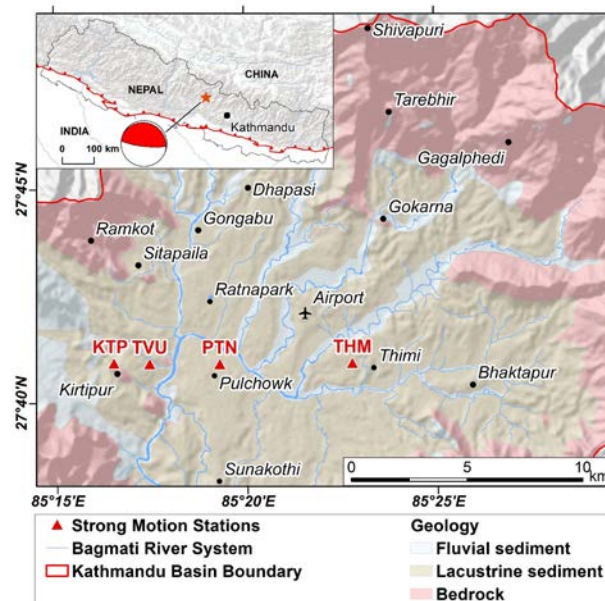 CHINA
NEPAL
INDIA
Kathmandu
0 100 km
Shivapuri
Tarebhir
Gagalphedi
27°45'N
Dhapasi
Gokarna
Gongabu
Ramkot
Sitapaila
Ratnapark
Airport
KTP TVU PTN THM
Thimi
Kirtipur
Pulchowk
Bhaktapur
27°40'N
Sunakothi
0 5 10
km
85°15'E 85°20'E 85°25'E
Strong Motion Stations
Bagmati River System
Kathmandu Basin Boundary
Geology
Fluvial sediment
Lacustrine sediment
Bedrock